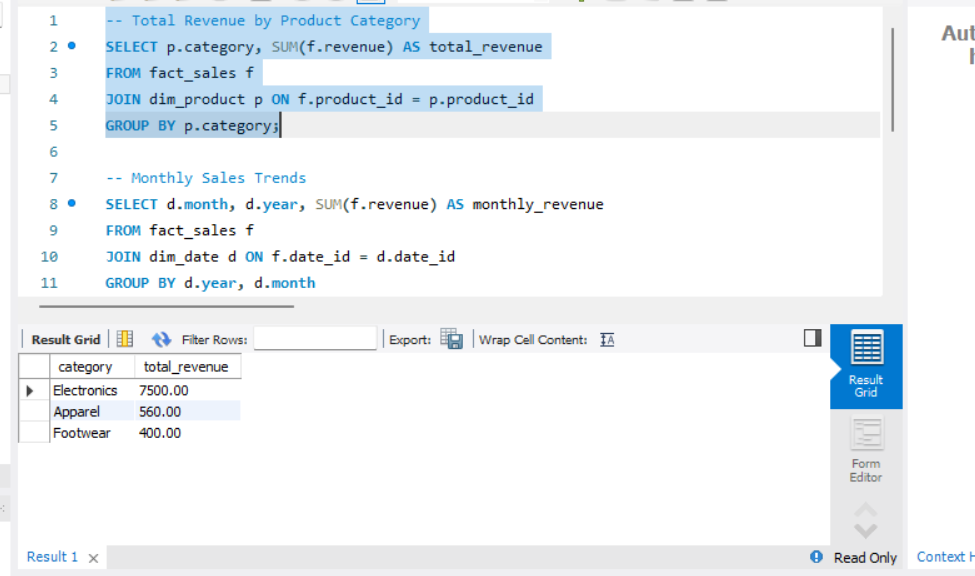 Aut
1 -- Total Revenue by Product Category
2 SELECT p.category, SUM(f.revenue) AS total_revenue
3 FROM fact_sales f
4 JOIN dim_product p ON f.product_id = p.product_id
5 GROUP BY p.category;
6
7 -- Monthly Sales Trends
8 SELECT d.month, d.year, SUM(f.revenue) AS monthly_revenue
9 FROM fact_sales f
10 JOIN dim_date d ON f.date_id = d.date_id
11 GROUP BY d.year, d.month
Result Grid Filter Rows: Export: Wrap Cell Content: IA
category total_revenue
Electronics 7500.00
Apparel 560.00
Footwear 400.00
Result
Grid
Form
Editor
Result 1 × Read Only Context H